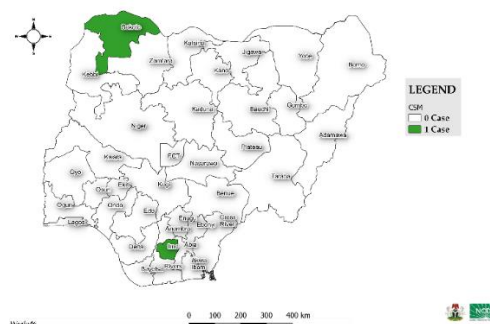 Sokoto
Katsina
Jigawa
Yobe
Borno
Kebbi
Zamfara
Kano
Kaduna
Bauchi
Gombe
Adamawa
Niger
Plateau
FCT
Nasarawa
Kwara
Taraba
Oyo
Kogi
Benue
Osun
Ekiti
Ogun
Ondo
Edo
Enugu
Ebonyi
Cross
River
Lagos
Anambra
Delta
Imo
Abia
Akwa
Ibom
Bayelsa
Rivers
LEGEND
CSM
0 Case
1 Case
0 100 200 300 400 km
NCDC